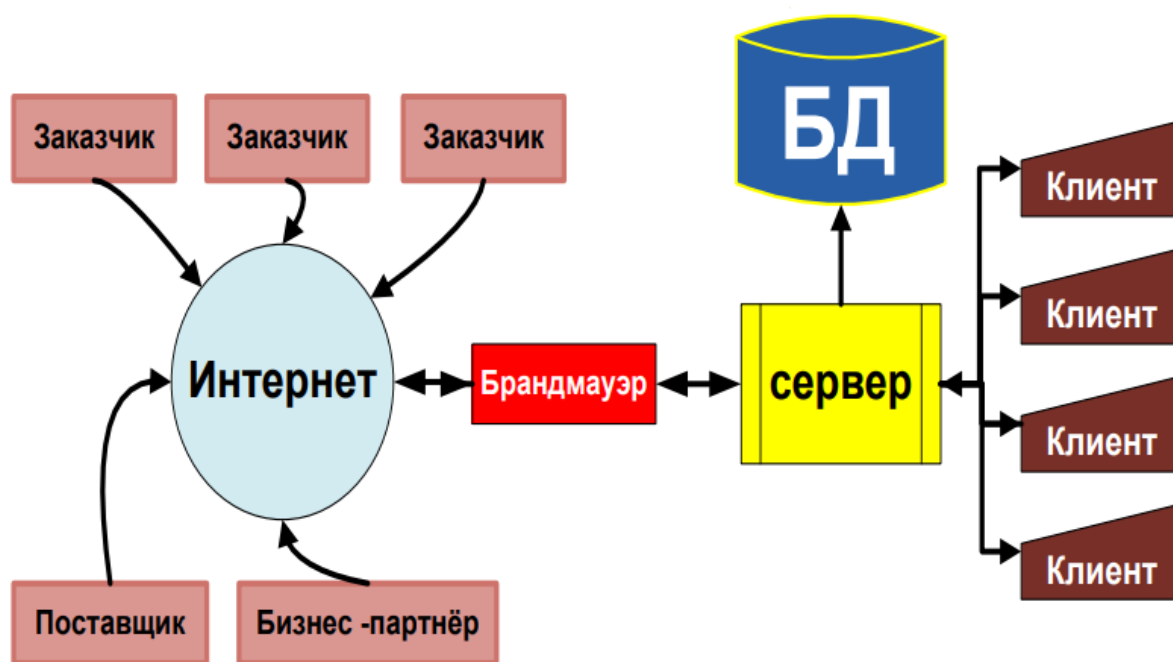 БД
Заказчик
Заказчик
Заказчик
Клиент
Клиент
Интернет
Брандмауэр
сервер
Клиент
Клиент
Поставщик
Бизнес -партнёр